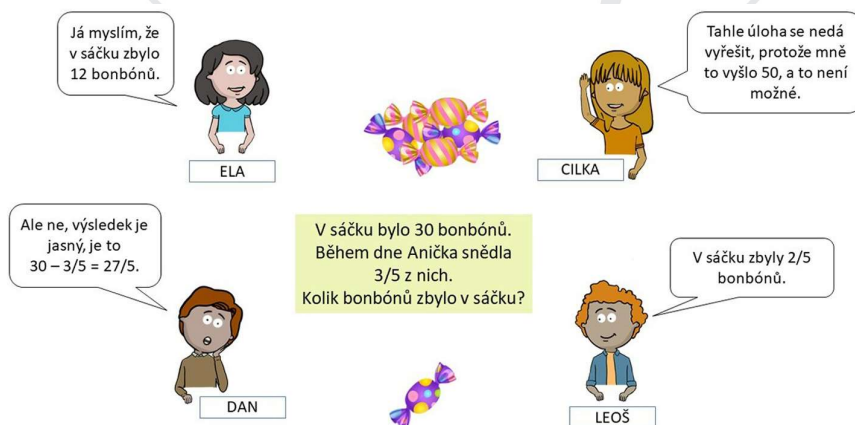 Já myslím, že
v sáčku zbylo
12 bonbónů.
ELA
Tahle úloha se nedá
vyřešit, protože mně
to vyšlo 50, a to není
možné.
CILKA
Ale ne, výsledek je
jasný, je to
30 – 3/5 = 27/5.
DAN
V sáčku bylo 30 bonbónů.
Během dne Anička snědla
3/5 z nich.
Kolik bonbónů zbylo v sáčku?
V sáčku zbyly 2/5
bonbónů.
LEOŠ